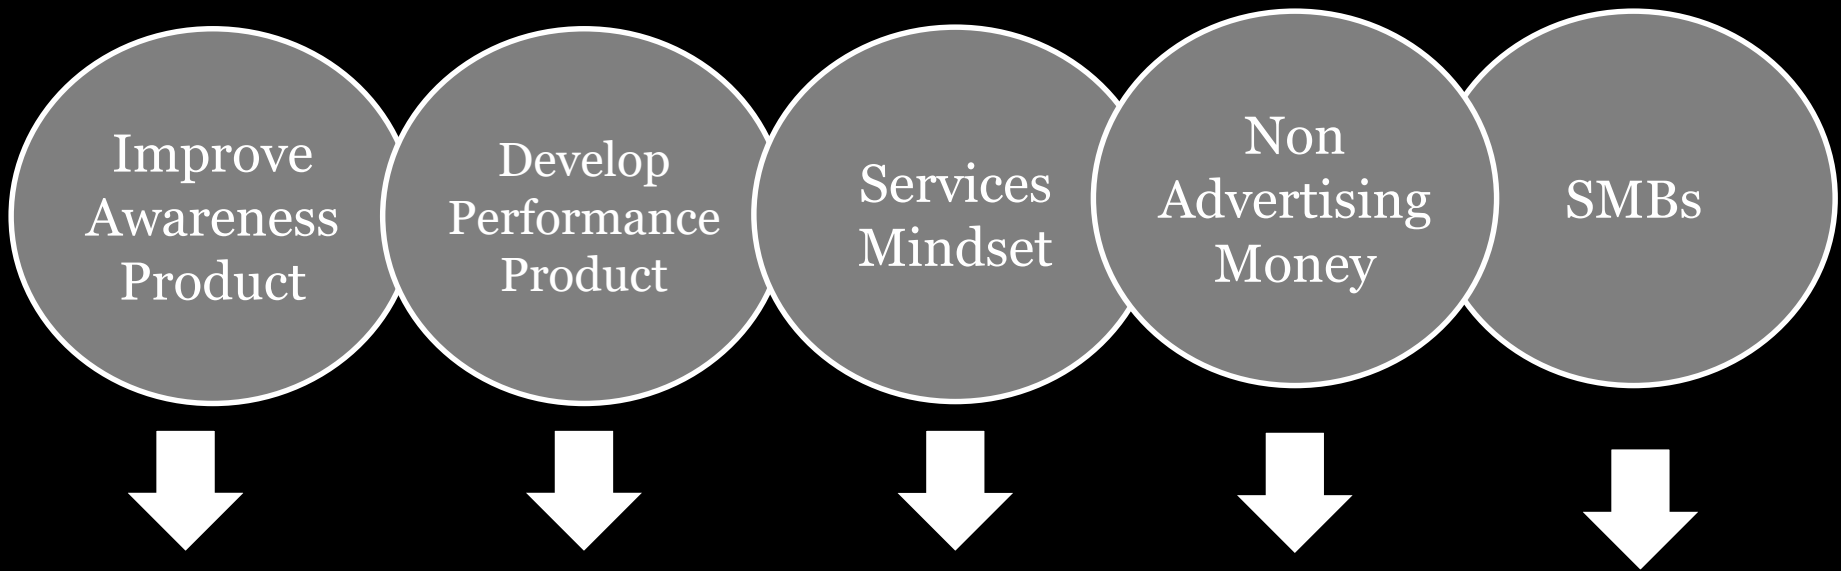 Improve
Awareness
Product
Develop
Performance
Product
Services
Mindset
Non
Advertising
Money
SMBs